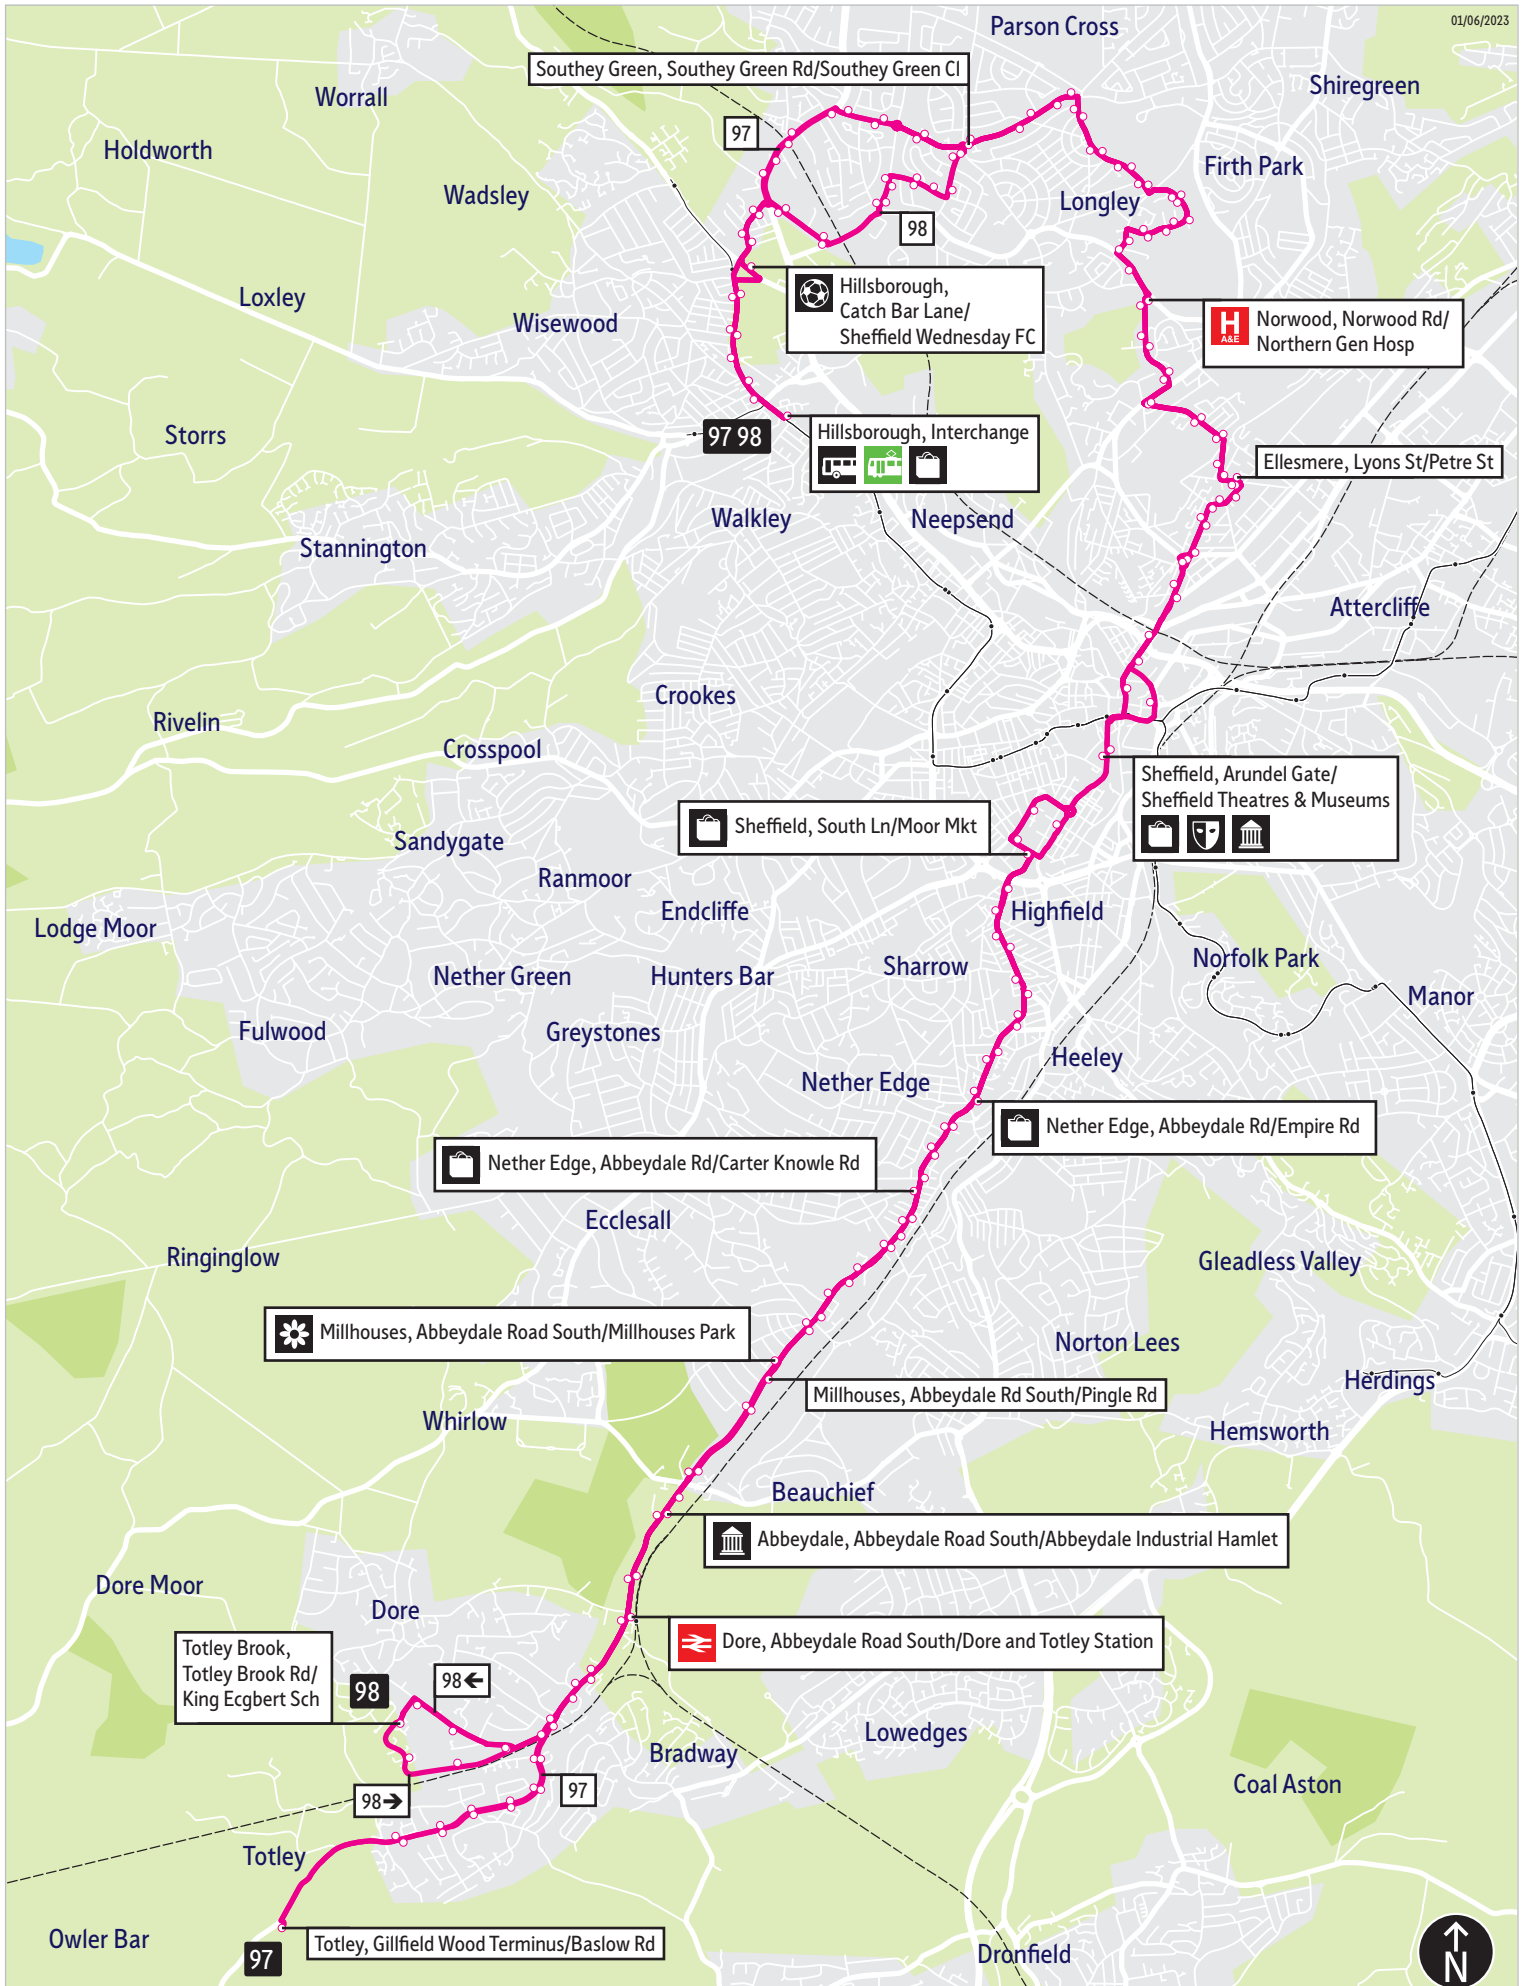 01/06/2023
Parson Cross
Southey Green, Southey Green Rd/Southey Green Cl
Shiregreen
Worrall
97
Holdworth
Firth Park
Wadsley
Longley
98
Hillsborough,
Catch Bar Lane/
Sheffield Wednesday FC
Loxley
Wisewood
H
A&E
Norwood, Norwood Rd/
Northern Gen Hosp
Storrs
97 98
Hillsborough, Interchange
Ellesmere, Lyons St/Petre St
Walkley
Neepsend
Stannington
Attercliffe
Crookes
Rivelin
Crosspool
Sheffield, Arundel Gate/
Sheffield Theatres & Museums
Sheffield, South Ln/Moor Mkt
Sandygate
Ranmoor
Endcliffe
Highfield
Lodge Moor
Norfolk Park
Sharrow
Nether Green
Hunters Bar
Manor
Fulwood
Greystones
Heeley
Nether Edge
Nether Edge, Abbeydale Rd/Empire Rd
Nether Edge, Abbeydale Rd/Carter Knowle Rd
Ecclesall
Ringinglow
Gleadless Valley
Millhouses, Abbeydale Road South/Millhouses Park
Norton Lees
Herdings
Millhouses, Abbeydale Rd South/Pingle Rd
Whirlow
Hemsworth
Beauchief
Abbeydale, Abbeydale Road South/Abbeydale Industrial Hamlet
Dore Moor
Dore
Dore, Abbeydale Road South/Dore and Totley Station
Totley Brook,
Totley Brook Rd/
King Ecgbert Sch
98
98←
Lowedges
Bradway
Coal Aston
97
98→
Totley
Owler Bar
Totley, Gillfield Wood Terminus/Baslow Rd
97
Dronfield
N